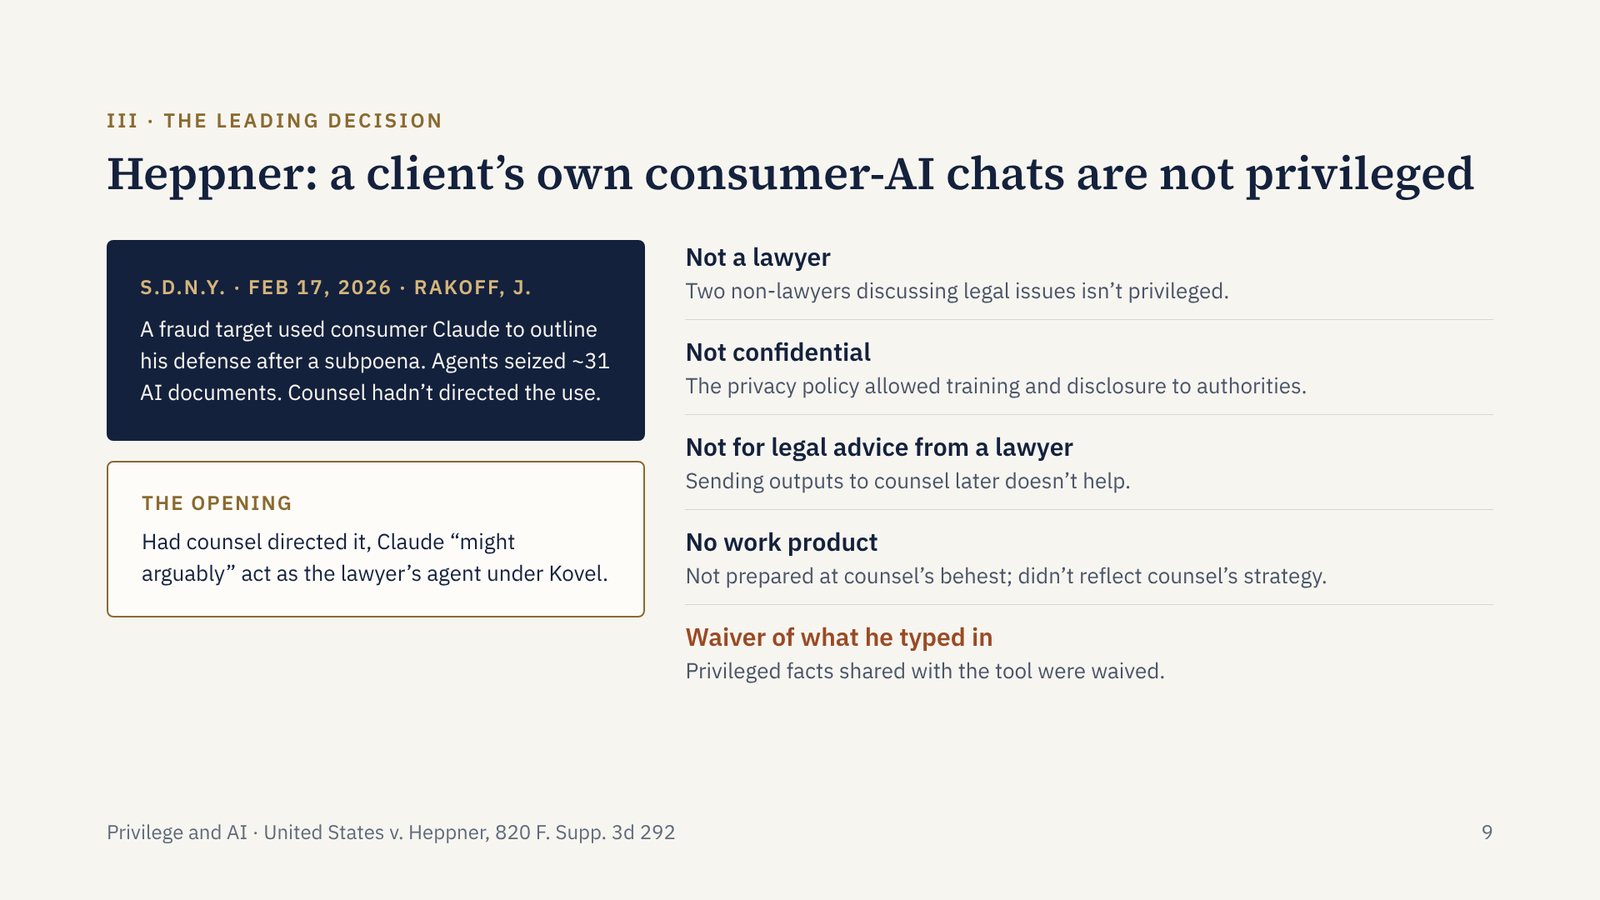 III · THE LEADING DECISION
Heppner: a client’s own consumer-AI chats are not privileged
S.D.N.Y. · FEB 17, 2026 · RAKOFF, J.
A fraud target used consumer Claude to outline
his defense after a subpoena. Agents seized ~31
AI documents. Counsel hadn’t directed the use.
THE OPENING
Had counsel directed it, Claude “might
arguably” act as the lawyer’s agent under Kovel.
Not a lawyer
Two non-lawyers discussing legal issues isn’t privileged.
Not confidential
The privacy policy allowed training and disclosure to authorities.
Not for legal advice from a lawyer
Sending outputs to counsel later doesn’t help.
No work product
Not prepared at counsel’s behest; didn’t reflect counsel’s strategy.
Waiver of what he typed in
Privileged facts shared with the tool were waived.
Privilege and AI · United States v. Heppner, 820 F. Supp. 3d 292
9